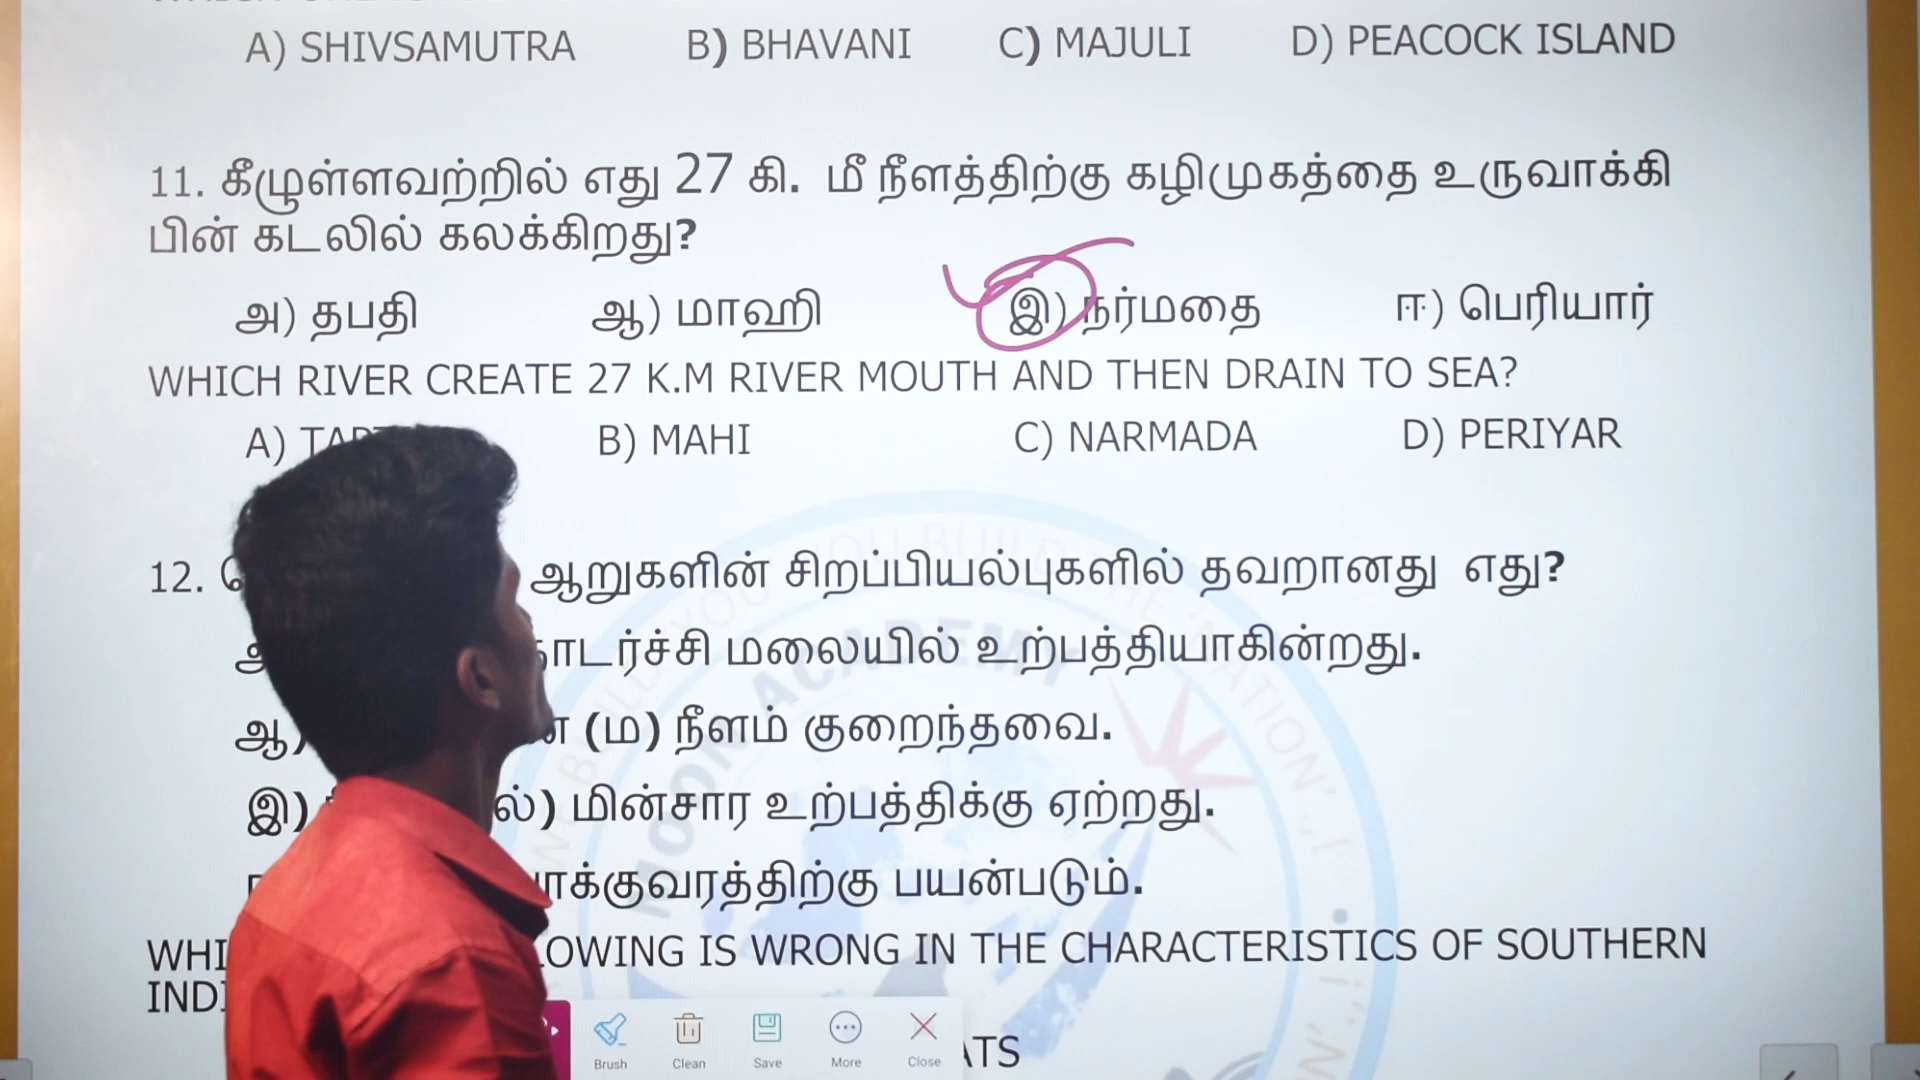 A) SHIVSAMUTRA B) BHAVANI C) MAJULI D) PEACOCK ISLAND
11. கீழுள்ளவற்றில் எது 27 கி. மீ நீளத்திற்கு கழிமுகத்தை உருவாக்கி
பின் கடலில் கலக்கிறது?
அ) தபதி ஆ) மாஹி இ) நர்மதை ஈ) பெரியார்
WHICH RIVER CREATE 27 K.M RIVER MOUTH AND THEN DRAIN TO SEA?
A) B) MAHI C) NARMADA D) PERIYAR
12. ஆறுகளின் சிறப்பியல்புகளில் தவறானது எது?
மலையில் உற்பத்தியாகின்றது.
ஆ) (ம) நீளம் குறைந்தவை.
இ) மின்சார உற்பத்திக்கு ஏற்றது.
பயன்படும்.
IS WRONG IN THE CHARACTERISTICS OF SOUTHERN
MOON ACADEMY
Brush Clean Save More Close